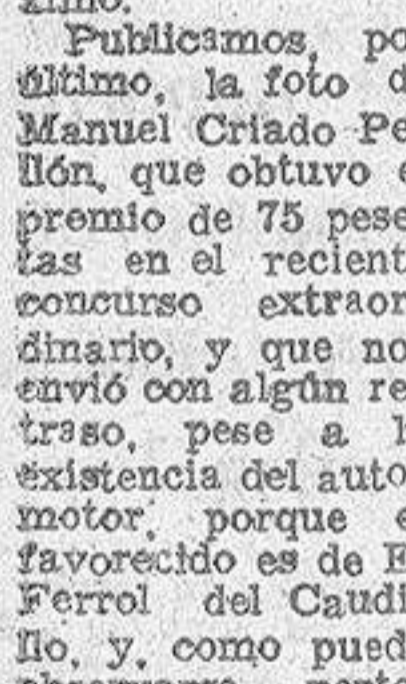 Publicamos, po
último, la foto d
Manuel Criado Pe
llón, que obtuvo e
premio de 75 pese
tas en el recient
concurso extraor
dinario, y que no
envió con algún re
traso, pese a l
existencia del auto
motor, porque e
favorecido es de E
Ferrol del Caudi
llo, y, como pued